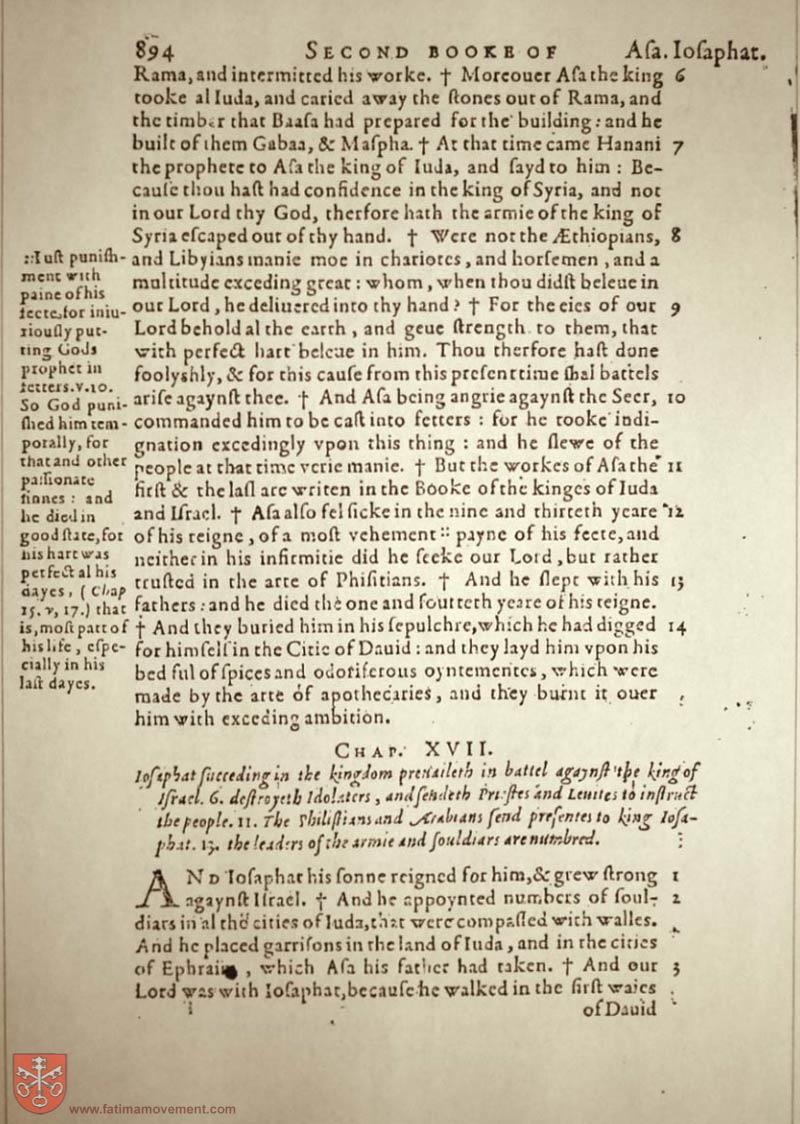 894 SECOND BOOKE OF Aſa. Ioſaphat.
Rama, and intermitted his worke. † Moreouer Aſa the king 6
tooke al Iuda, and caried away the ſtones out of Rama, and
the timber that Baaſa had prepared for the building: and he
built of them Gabaa, & Maſpha. † At that time came Hanani 7
the prophete to Aſa the king of Iuda, and ſayd to him: Be-
cauſe thou haſt had confidence in the king of Syria, and not
in our Lord thy God, therfore hath the armie of the king of
Syria eſcaped out of thy hand. † Were not the Æthiopians, 8
and Libyians manie moe in chariotes, and horſemen, and a
multitude exceding great: whom, when thou didſt beleue in
our Lord, he deliuered into thy hand? † For the eies of our 9
Lord behold al the earth, and geue ſtrength to them, that
with perfect hart beleue in him. Thou therfore haſt done
foolyshly, & for this cauſe from this preſent time ſhal battels
ariſe agaynſt thee. † And Aſa being angrie agaynſt the Seer, 10
commanded him to be caſt into fetters: for he tooke indi-
gnation excedingly vpon this thing: and he ſlewe of the
people at that time verie manie. † But the workes of Aſa the 11
firſt & the laſt are writen in the Booke of the kinges of Iuda
and Iſrael. † Aſa alſo fel ſicke in the nine and thirteth yeare 12
of his reigne, of a moſt vehement :: payne of his feete, and
neither in his infirmitie did he ſeeke our Lord, but rather
truſted in the arte of Phiſitians. † And he ſlept with his 13
fathers: and he died the one and fourteth yeare of his reigne.
† And they buried him in his ſepulchre, which he had digged 14
for himſelf in the Citie of Dauid: and they layd him vpon his
bed ful of ſpices and odoriferous oyntementes, which were
made by the arte of apothecaries, and they burnt it ouer
him with exceding ambition.
:: Iuſt puniſh-
ment with
paine of his
feete, for iniu-
riouſly put-
ting Gods
prophet in
fetters. v. 10.
So God puni-
ſhed him tem-
porally, for
that and other
paſſionate
ſinnes: and
he died in
good ſtate, for
his hart was
perfect al his
dayes, (Chap
15. v, 17.) that
is, moſt part of
his life, eſpe-
cially in his
laſt dayes.
CHAP. XVII.
Ioſaphat ſucceding in the kingdom preuaileth in battel agaynſt the king of
Iſrael. 6. deſtroyeth Idolaters, and ſendeth Prieſtes and Leuites to inſtruct
the people. 11. The Philiſtians and Arabians ſend preſentes to king Ioſa-
phat. 13. the leaders of the armie and ſouldiars are numbred.
AND Ioſaphat his ſonne reigned for him, & grew ſtrong 1
agaynſt Iſrael. † And he appoynted numbers of ſoul- 2
diars in al the cities of Iuda, that were compaſſed with walles.
And he placed garriſons in the land of Iuda, and in the cities
of Ephraim, which Aſa his father had taken. † And our 3
Lord was with Ioſaphat, becauſe he walked in the firſt waies
of Dauid
www.fatimamovement.com